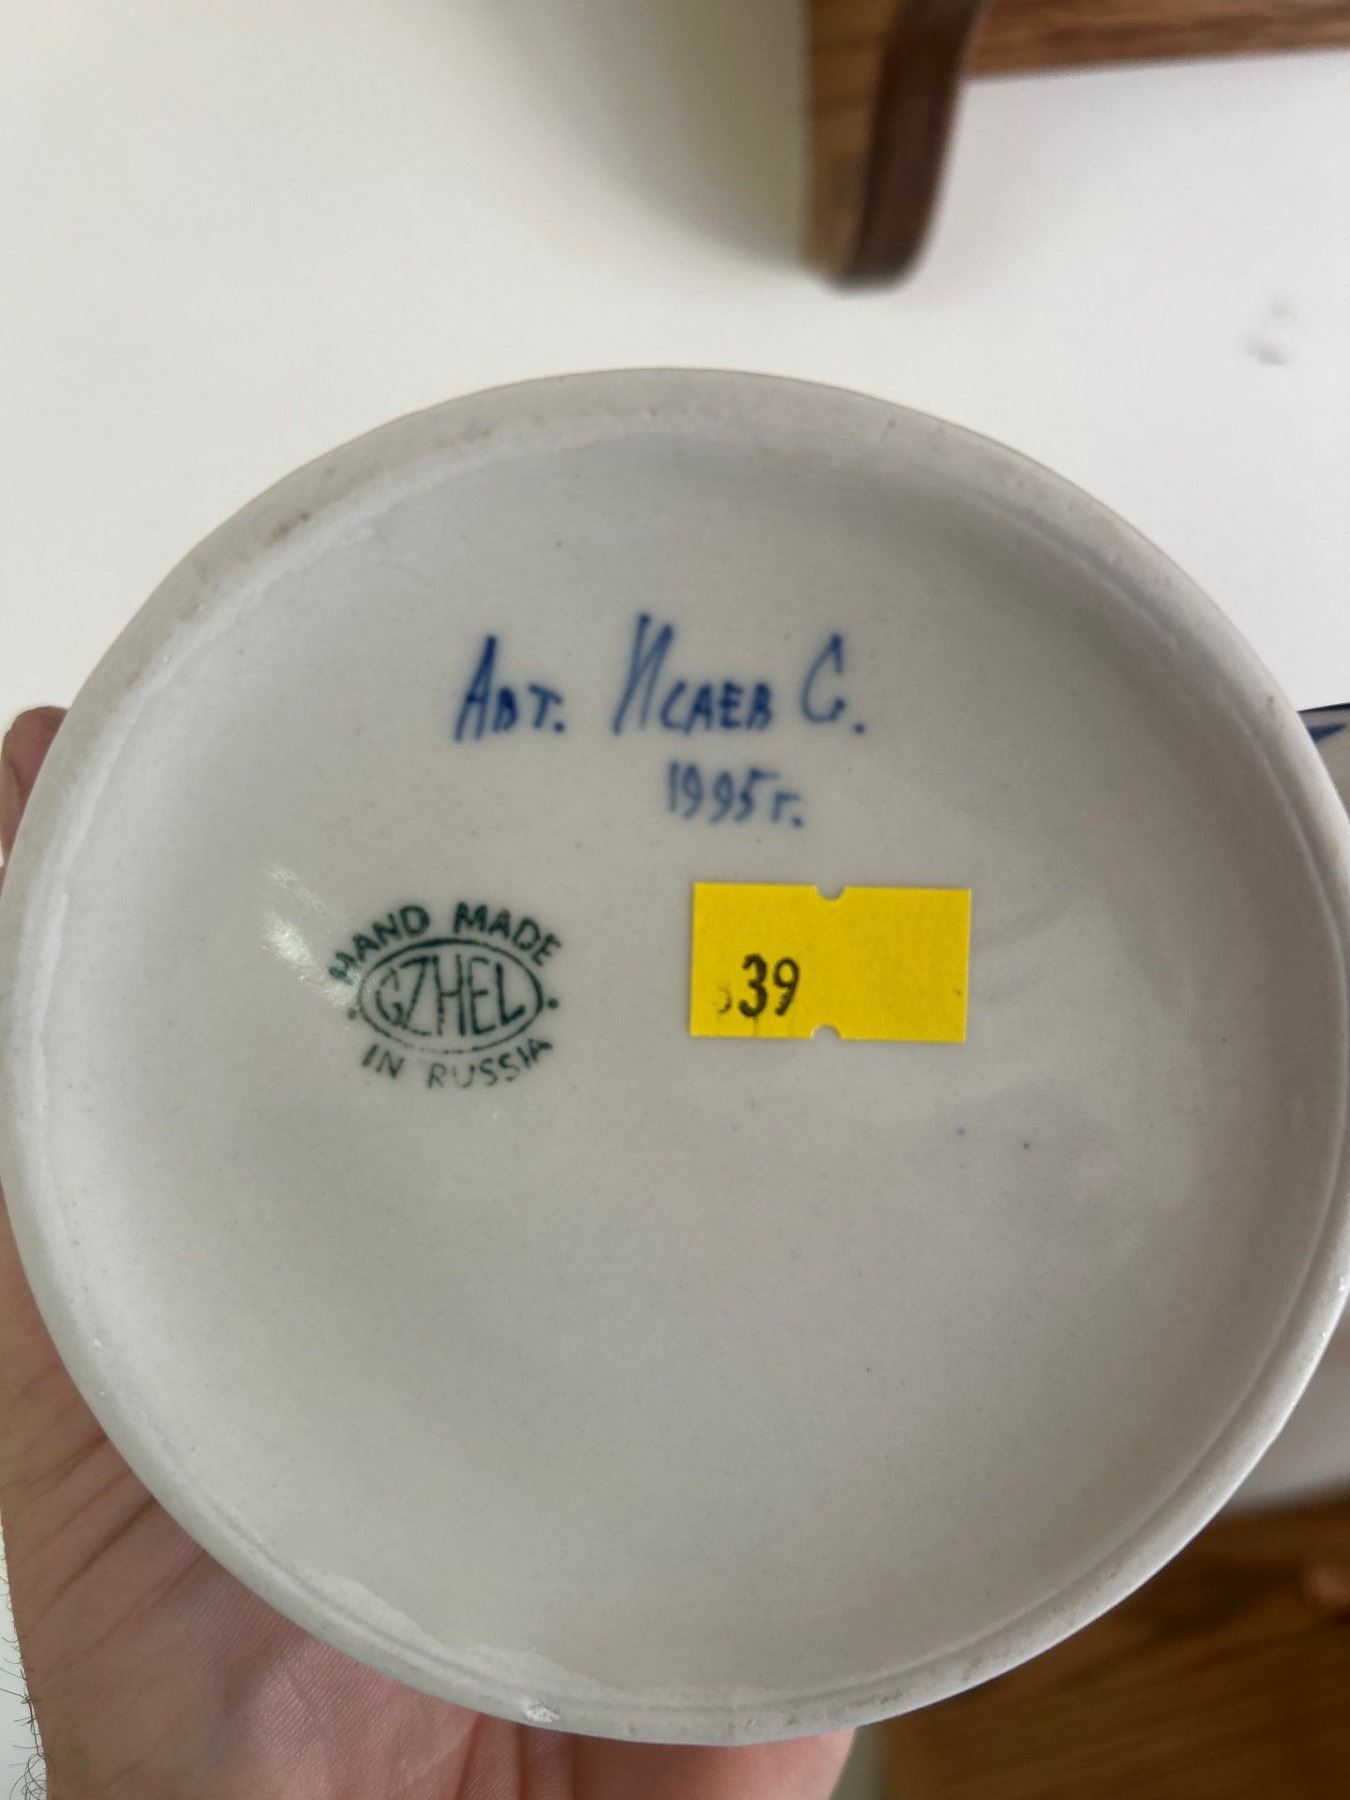 Авт. Исаев С.
1995г.
HAND MADE
GZHEL
IN RUSSIA
39